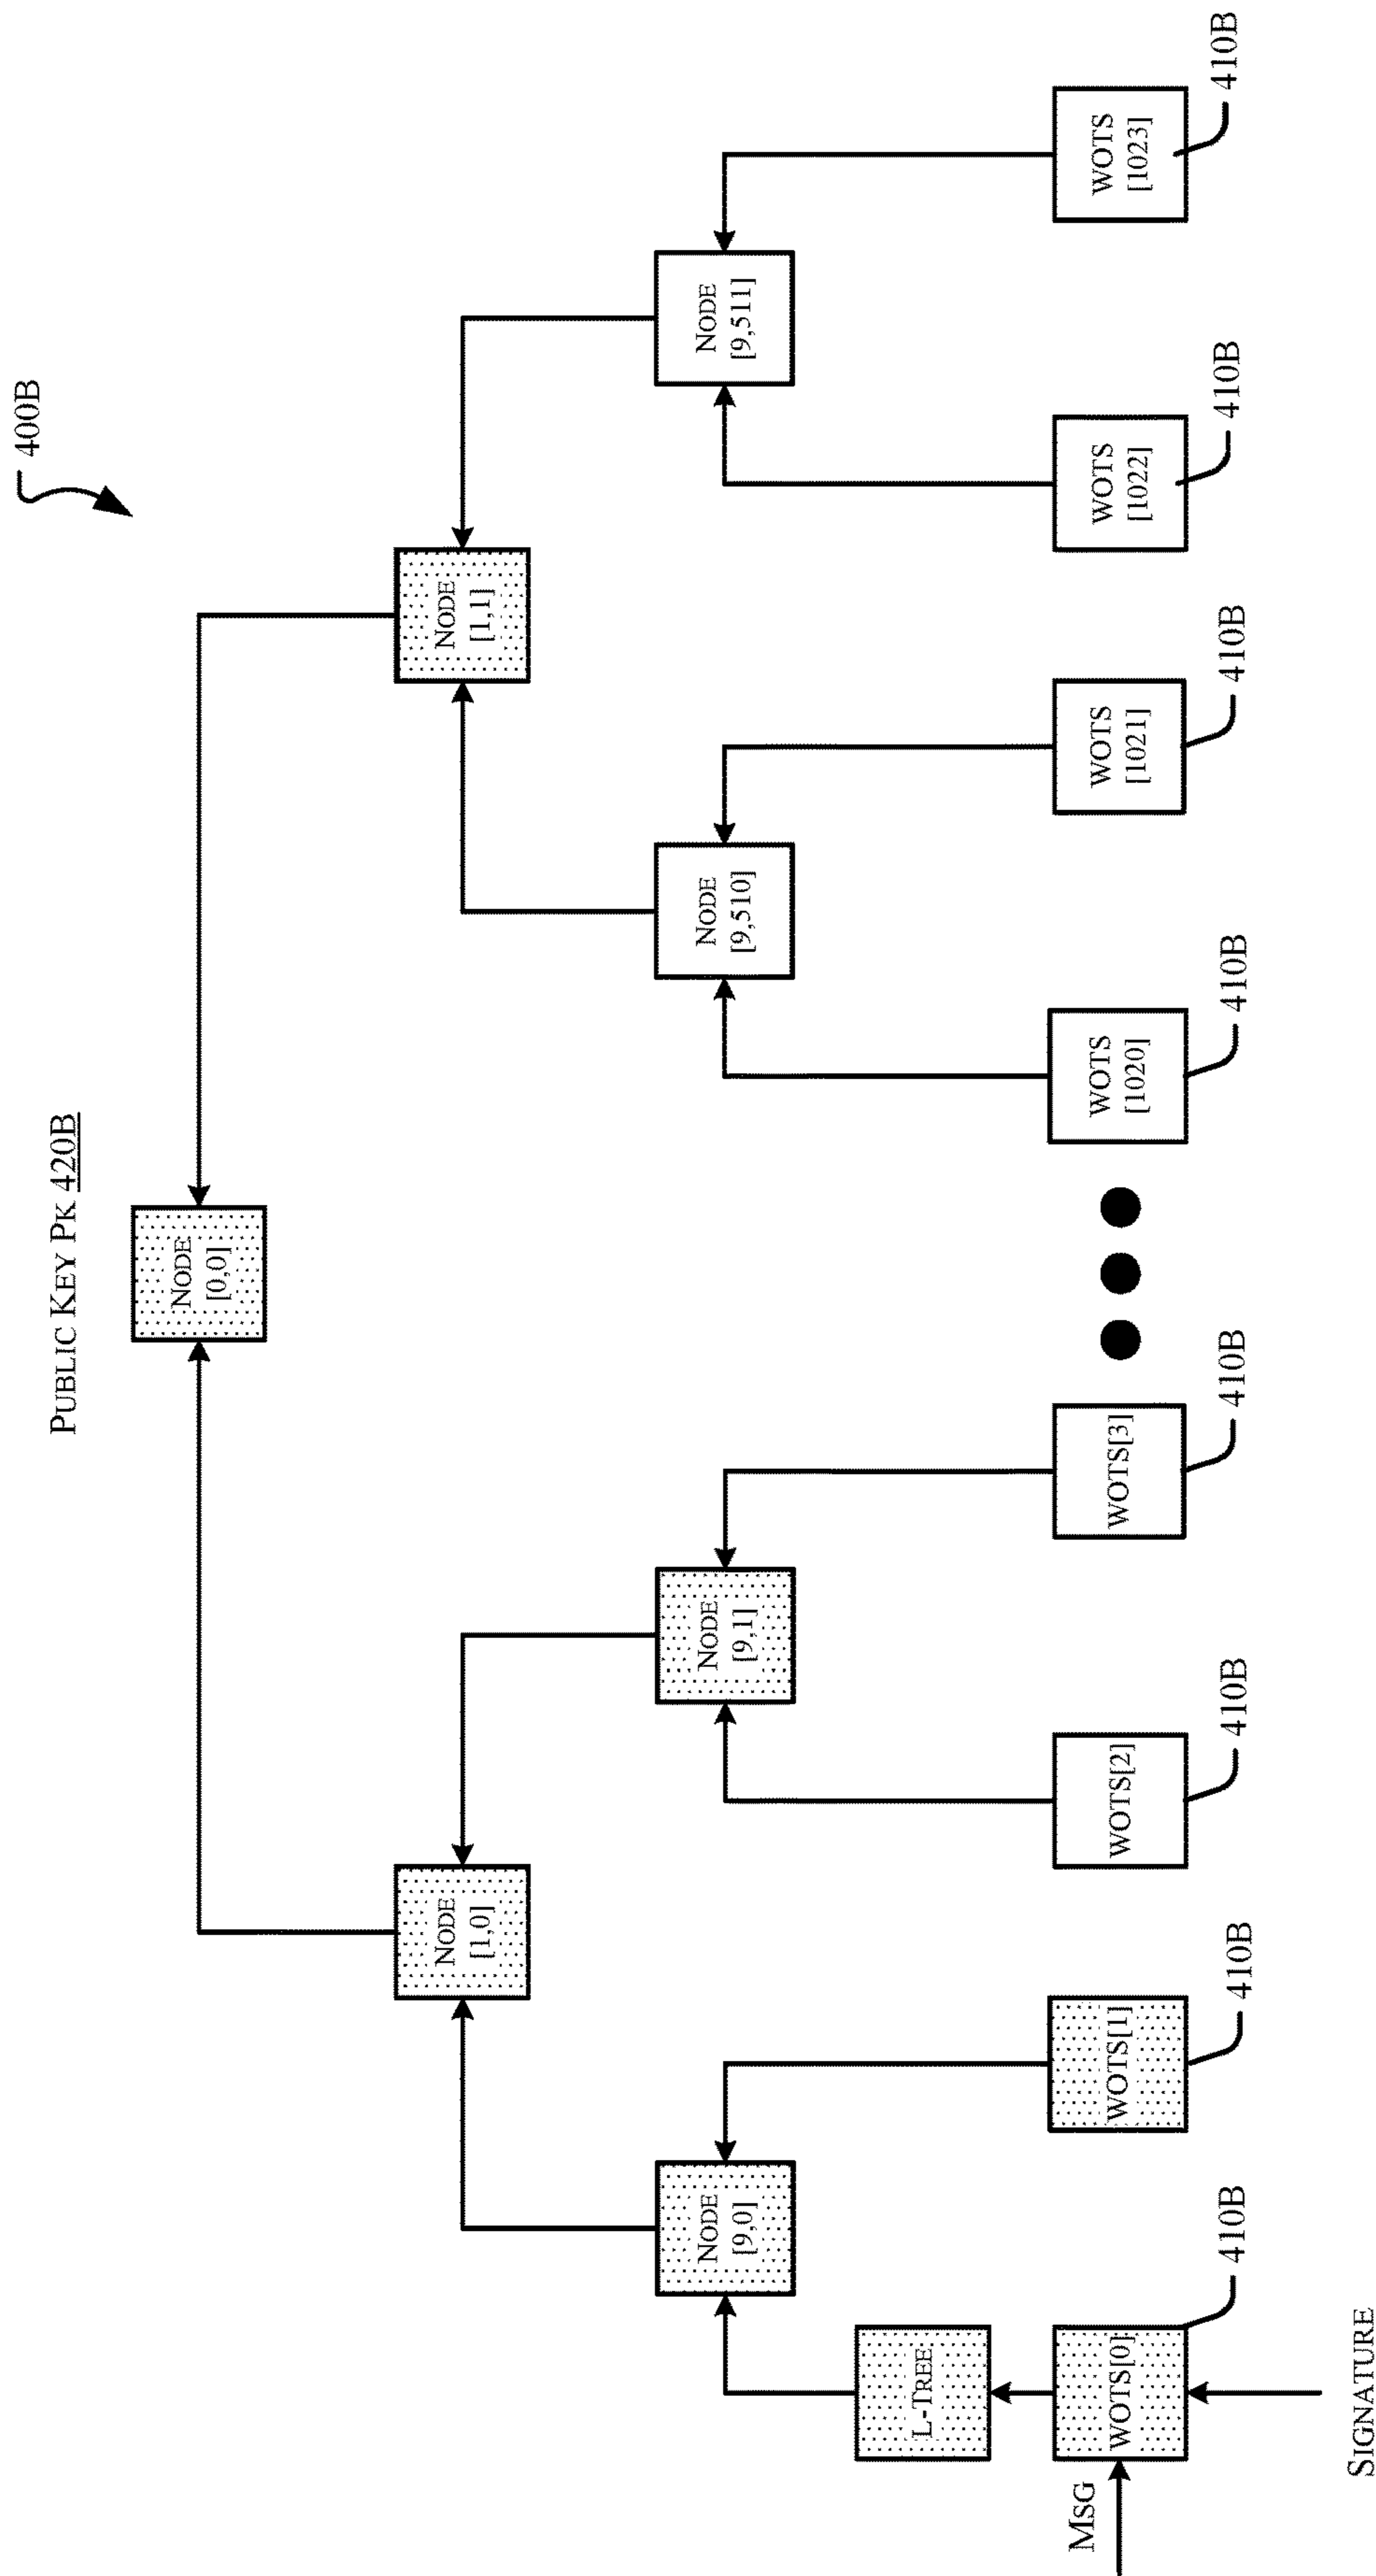 400B
PUBLIC KEY PK 420B
NODE
[0,0]
NODE
[1,0]
NODE
[1,1]
NODE
[9,0]
NODE
[9,1]
NODE
[9,510]
NODE
[9,511]
L-TREE
MSG
WOTS[0]
WOTS[1]
WOTS[2]
WOTS[3]
WOTS
[1020]
WOTS
[1021]
WOTS
[1022]
WOTS
[1023]
410B
410B
410B
410B
410B
410B
410B
410B
SIGNATURE